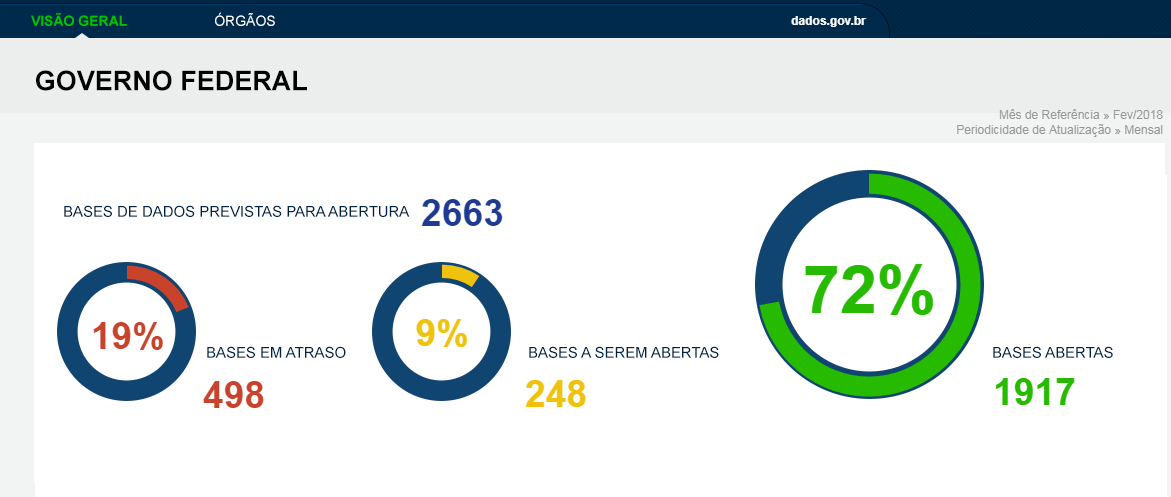 VISÃO GERAL
ÓRGÃOS
dados.gov.br
GOVERNO FEDERAL
Mês de Referência » Fev/2018
Periodicidade de Atualização » Mensal
BASES DE DADOS PREVISTAS PARA ABERTURA 2663
19%
BASES EM ATRASO
498
9%
BASES A SEREM ABERTAS
248
72%
BASES ABERTAS
1917